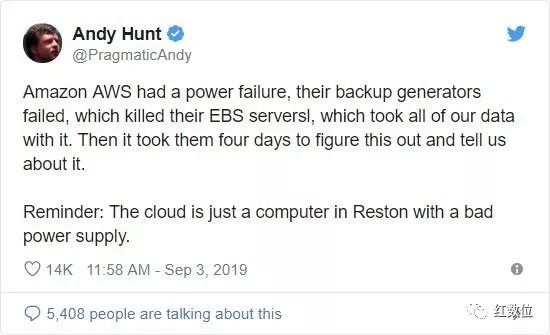 Andy Hunt
@PragmaticAndy
Amazon AWS had a power failure, their backup generators
failed, which killed their EBS serversl, which took all of our data
with it. Then it took them four days to figure this out and tell us
about it.
Reminder: The cloud is just a computer in Reston with a bad
power supply.
14K 11:58 AM - Sep 3, 2019
5,408 people are talking about this
红数位